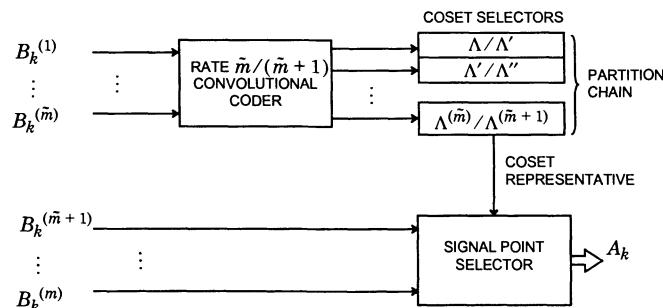 COSET SELECTORS
B_k^{(1)}
⋮
⋮
B_k^{(m̃)}
RATE m̃/(m̃ + 1)
CONVOLUTIONAL
CODER
⋮
Λ/Λ′
Λ′/Λ″
Λ^{(m̃)}/Λ^{(m̃ + 1)}
PARTITION
CHAIN
COSET
REPRESENTATIVE
B_k^{(m̃ + 1)}
⋮
⋮
B_k^{(m)}
SIGNAL POINT
SELECTOR
A_k